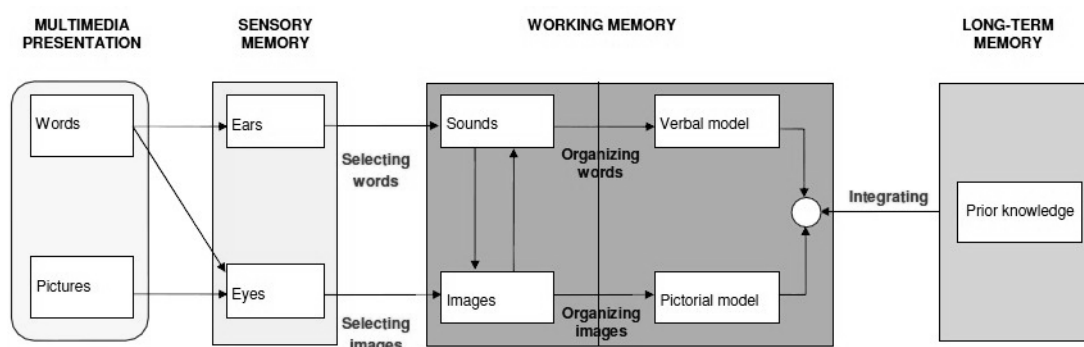 MULTIMEDIA
PRESENTATION
SENSORY
MEMORY
WORKING MEMORY
LONG-TERM
MEMORY
Words
Ears
Selecting
words
Sounds
Organizing
words
Verbal model
Integrating
Prior knowledge
Pictures
Eyes
Selecting
images
Images
Organizing
images
Pictorial model